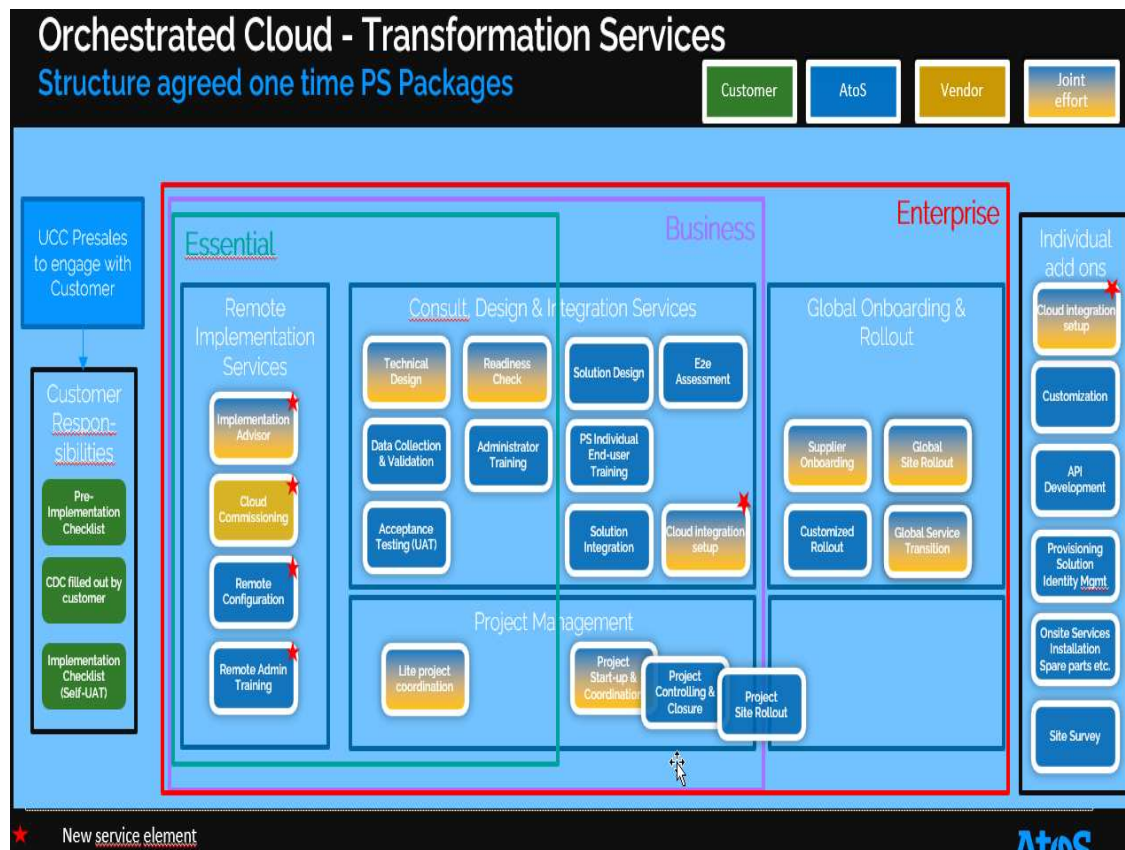 Orchestrated Cloud - Transformation Services
Structure agreed one time PS Packages
Customer
AtoS
Vendor
Joint
effort
UCC Presales
to engage with
Customer
Customer
Respon-
sibilities
Pre-
Implementation
Checklist
CDC filled out by
customer
Implementation
Checklist
(Self-UAT)
Essential
Business
Enterprise
Remote
Implementation
Services
Implementation
Advisor
Cloud
Commissioning
Remote
Configuration
Remote Admin
Training
Consult, Design & Integration Services
Technical
Design
Readiness
Check
Solution Design
E2e
Assessment
Data Collection
& Validation
Administrator
Training
PS Individual
End-user
Training
Acceptance
Testing (UAT)
Solution
Integration
Cloud integration
setup
Project Management
Lite project
coordination
Project
Start-up &
Coordination
Project
Controlling &
Closure
Project
Site Rollout
Global Onboarding &
Rollout
Supplier
Onboarding
Global
Site Rollout
Customized
Rollout
Global Service
Transition
Individual
add ons
Cloud integration
setup
Customization
API
Development
Provisioning
Solution
Identity Mgmt
Onsite Services
Installation
Spare parts etc.
Site Survey
New service element
AtoS